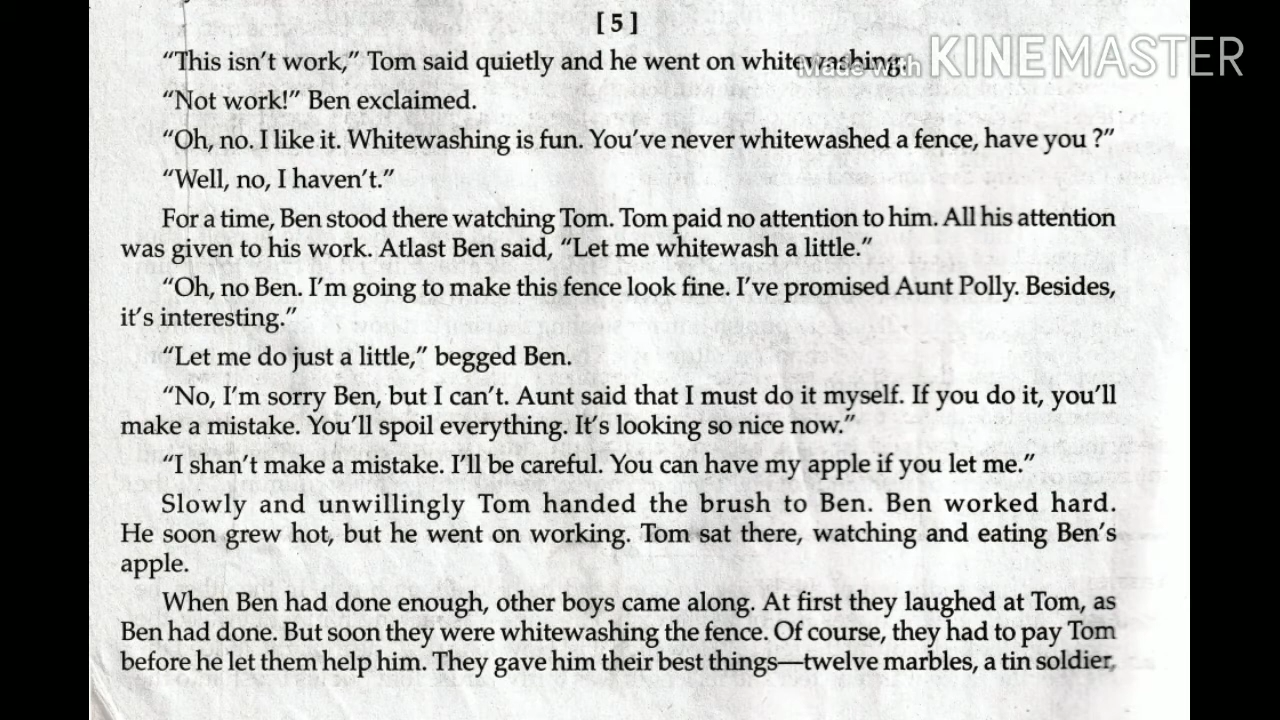 [ 5 ]
Made with KINEMASTER
“This isn’t work,” Tom said quietly and he went on whitewashing.
“Not work!” Ben exclaimed.
“Oh, no. I like it. Whitewashing is fun. You’ve never whitewashed a fence, have you ?”
“Well, no, I haven’t.”
For a time, Ben stood there watching Tom. Tom paid no attention to him. All his attention
was given to his work. Atlast Ben said, “Let me whitewash a little.”
“Oh, no Ben. I’m going to make this fence look fine. I’ve promised Aunt Polly. Besides,
it’s interesting.”
“Let me do just a little,” begged Ben.
“No, I’m sorry Ben, but I can’t. Aunt said that I must do it myself. If you do it, you’ll
make a mistake. You’ll spoil everything. It’s looking so nice now.”
“I shan’t make a mistake. I’ll be careful. You can have my apple if you let me.”
Slowly and unwillingly Tom handed the brush to Ben. Ben worked hard.
He soon grew hot, but he went on working. Tom sat there, watching and eating Ben’s
apple.
When Ben had done enough, other boys came along. At first they laughed at Tom, as
Ben had done. But soon they were whitewashing the fence. Of course, they had to pay Tom
before he let them help him. They gave him their best things—twelve marbles, a tin soldier,